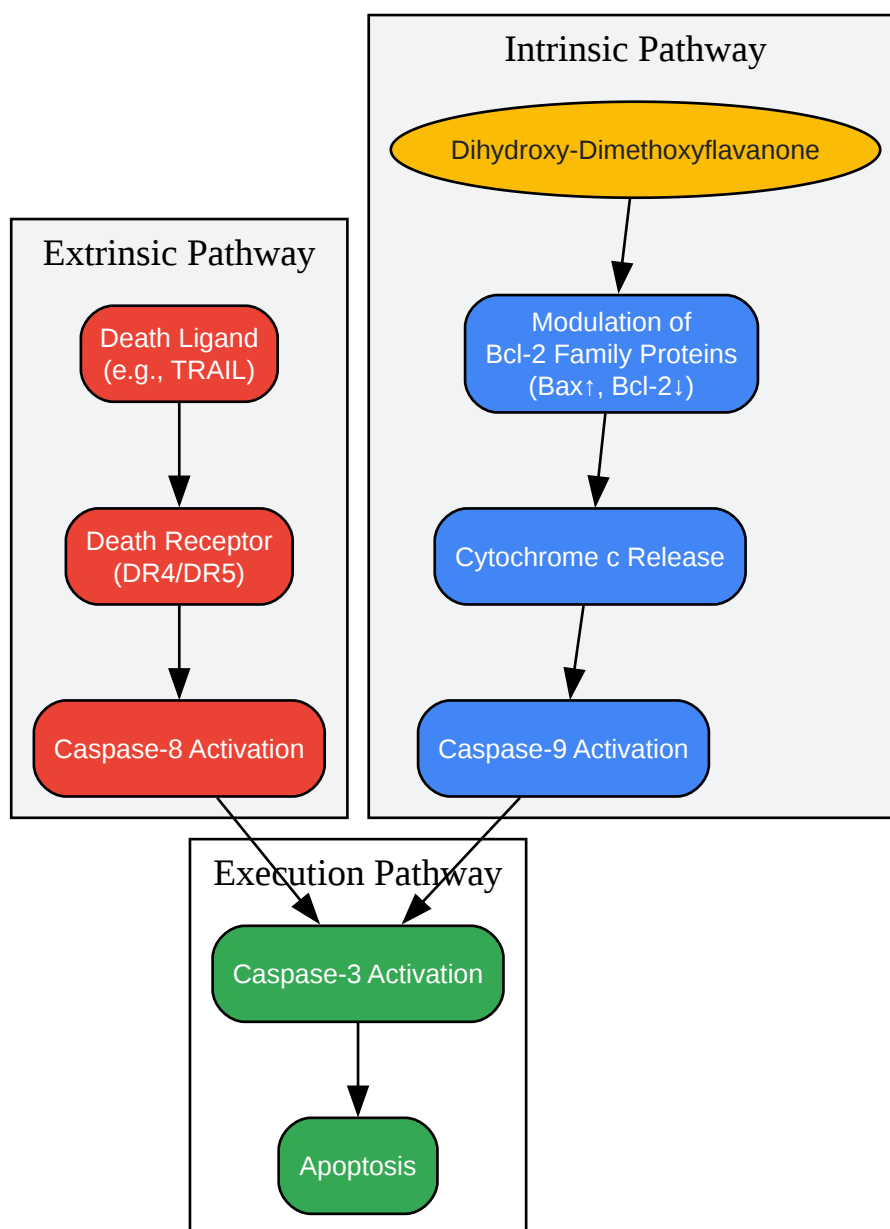 Intrinsic Pathway
Dihydroxy-Dimethoxyflavanone
Modulation of
Bcl-2 Family Proteins
(Bax↑, Bcl-2↓)
Cytochrome c Release
Caspase-9 Activation
Extrinsic Pathway
Death Ligand
(e.g., TRAIL)
Death Receptor
(DR4/DR5)
Caspase-8 Activation
Execution Pathway
Caspase-3 Activation
Apoptosis